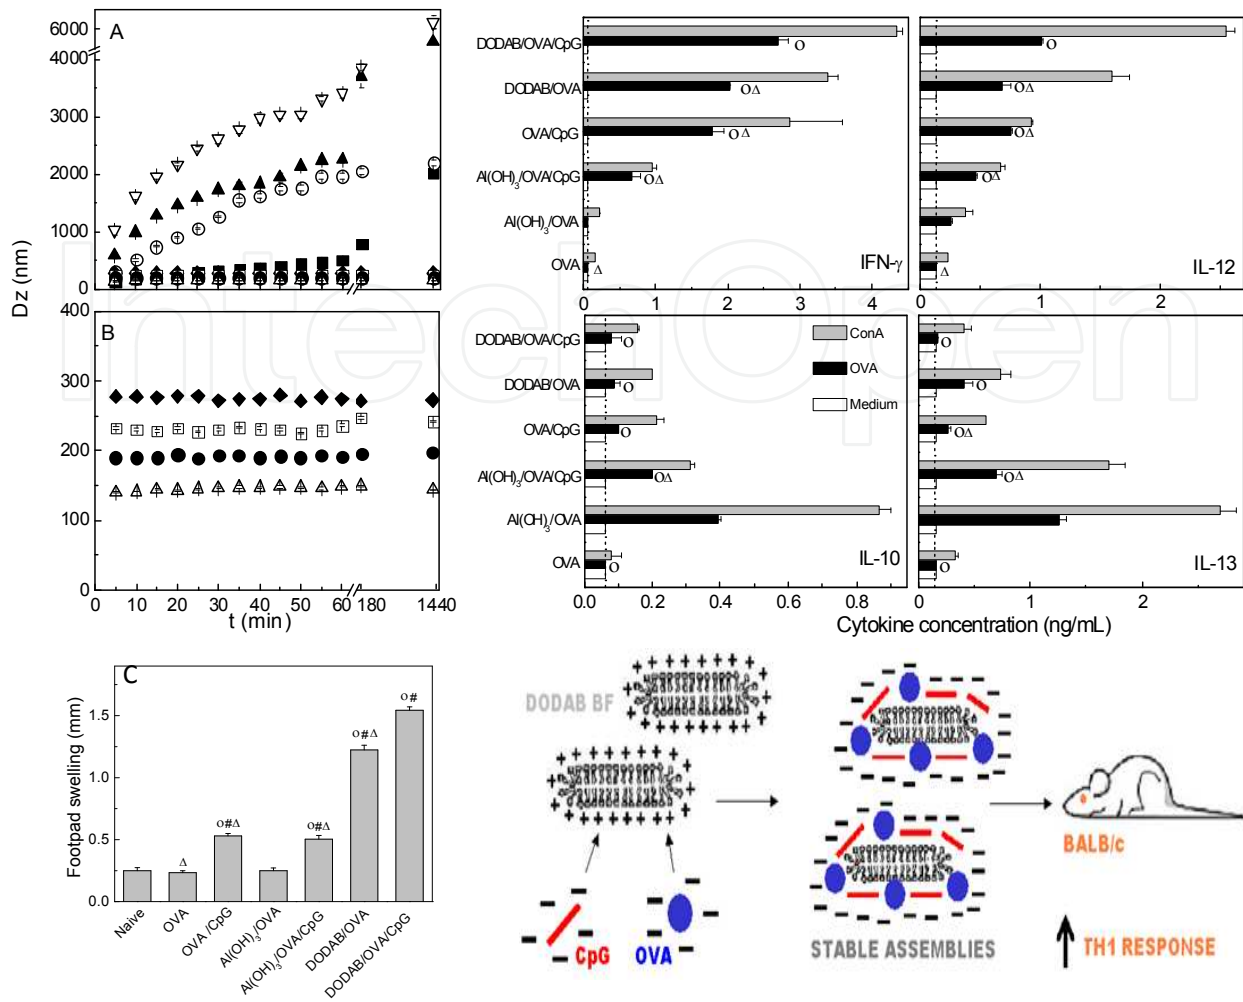 A
6000
4000
3000
2000
1000
0
Dz (nm)
B
400
300
200
100
0
0 10 20 30 40 50 60 180 1440
t (min)
DODAB/OVA/CpG
DODAB/OVA
OVA/CpG
Al(OH)3/OVA/CpG
Al(OH)3/OVA
OVA
IFN-γ
0 1 2 3 4
IL-12
0 1 2
DODAB/OVA/CpG
DODAB/OVA
OVA/CpG
Al(OH)3/OVA/CpG
Al(OH)3/OVA
OVA
ConA
OVA
Medium
IL-10
0.0 0.2 0.4 0.6 0.8
IL-13
0 1 2
Cytokine concentration (ng/mL)
IntechOpen
C
Footpad swelling (mm)
1.5
1.0
0.5
0.0
O#
O#Δ
O#Δ
O#Δ
Δ
Naive
OVA
OVA /CpG
Al(OH)3/OVA
Al(OH)3/OVA/CpG
DODAB/OVA
DODAB/OVA/CpG
DODAB BF
CpG
OVA
STABLE ASSEMBLIES
BALB/c
TH1 RESPONSE